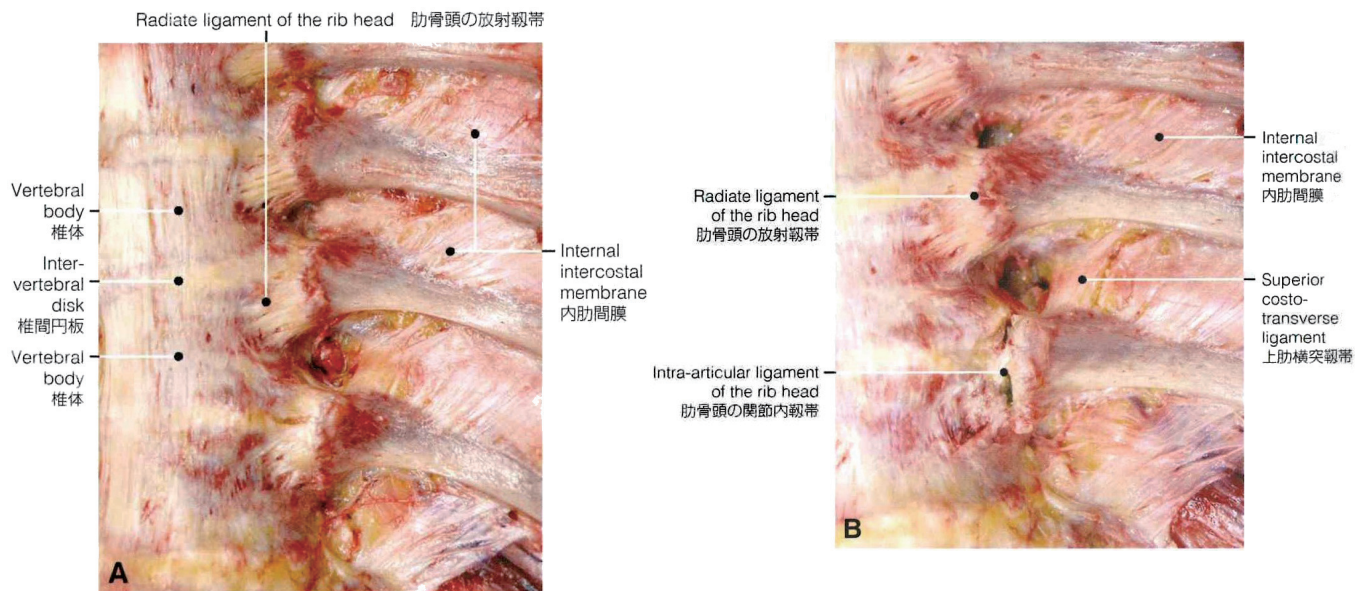 Radiate ligament of the rib head 肋骨頭の放射靱帯
Vertebral
body
椎体
Inter-
vertebral
disk
椎間円板
Vertebral
body
椎体
Internal
intercostal
membrane
内肋間膜
A
Radiate ligament
of the rib head
肋骨頭の放射靱帯
Intra-articular ligament
of the rib head
肋骨頭の関節内靱帯
Internal
intercostal
membrane
内肋間膜
Superior
costo-
transverse
ligament
上肋横突靱帯
B